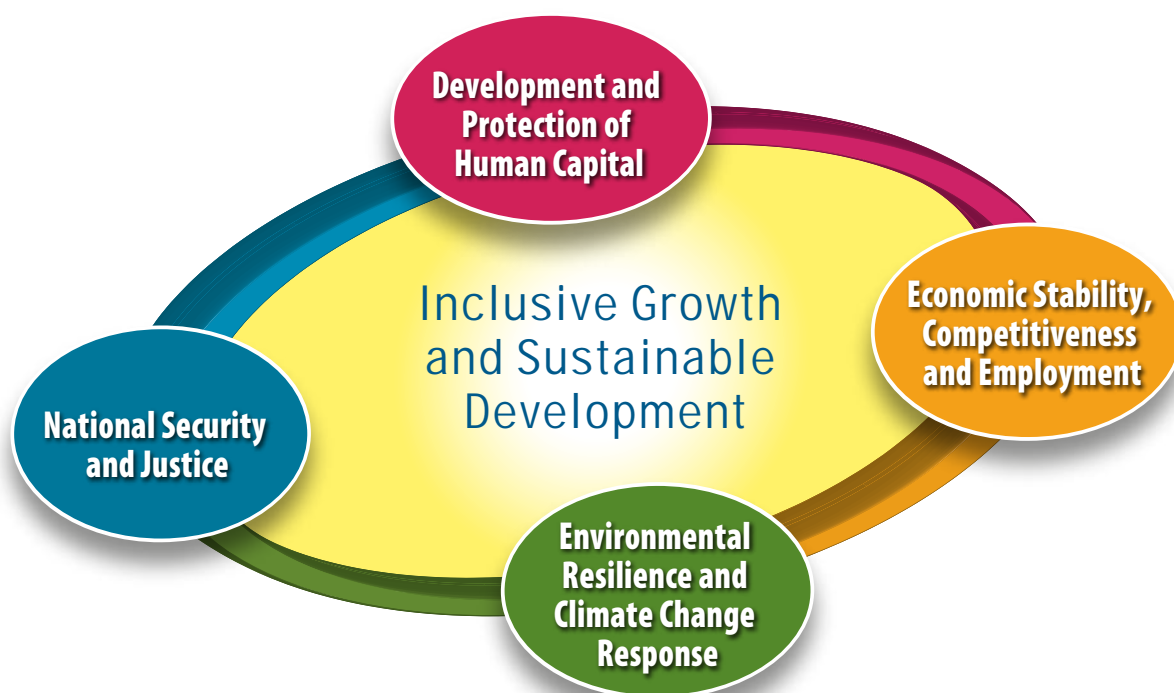 Development and
Protection of
Human Capital
Economic Stability,
Competitiveness
and Employment
Inclusive Growth
and Sustainable
Development
National Security
and Justice
Environmental
Resilience and
Climate Change
Response